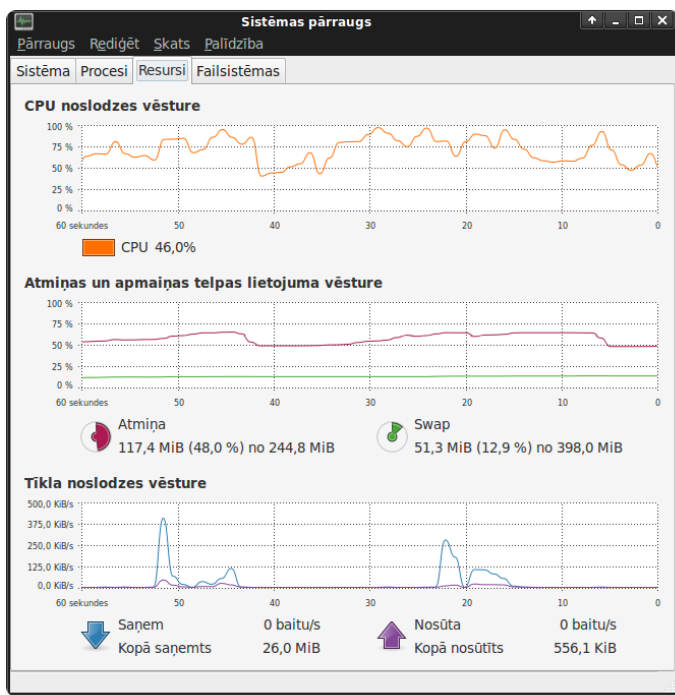 Sistēmas pārraugs
Pārraugs Rediģēt Skats Palīdzība
Sistēma Procesi Resursi Failsistēmas
CPU noslodzes vēsture
100 %
75 %
50 %
25 %
0 %
60 sekundes 50 40 30 20 10 0
CPU 46,0%
Atmiņas un apmaiņas telpas lietojuma vēsture
100 %
75 %
50 %
25 %
0 %
60 sekundes 50 40 30 20 10 0
Atmiņa Swap
117,4 MiB (48,0 %) no 244,8 MiB 51,3 MiB (12,9 %) no 398,0 MiB
Tīkla noslodzes vēsture
500,0 KiB/s
375,0 KiB/s
250,0 KiB/s
125,0 KiB/s
0,0 KiB/s
60 sekundes 50 40 30 20 10 0
Saņem 0 baitu/s Nosūta 0 baitu/s
Kopā saņemts 26,0 MiB Kopā nosūtīts 556,1 KiB